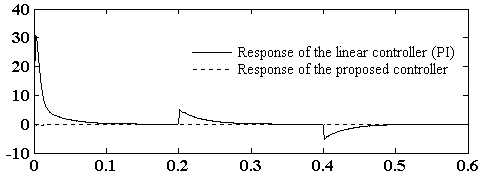 40
30
20
10
0
-10
Response of the linear controller (PI)
Response of the proposed controller
0 0.1 0.2 0.3 0.4 0.5 0.6